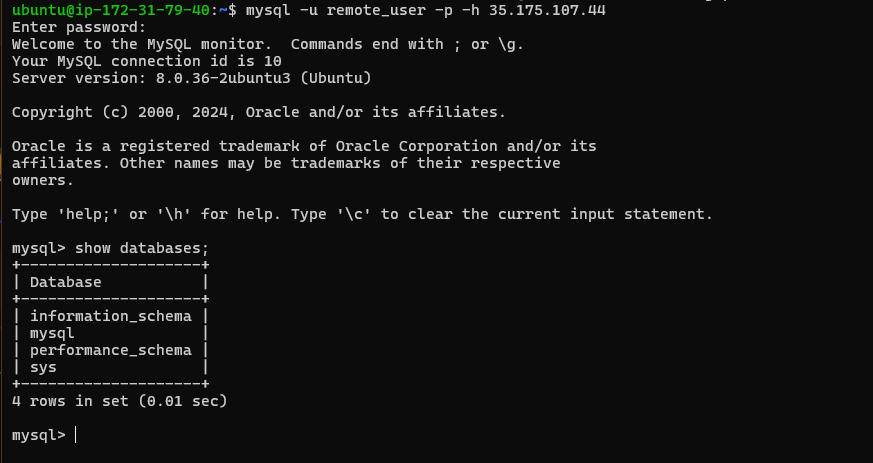 ubuntu@ip-172-31-79-40:~$ mysql -u remote_user -p -h 35.175.107.44
Enter password:
Welcome to the MySQL monitor.  Commands end with ; or \g.
Your MySQL connection id is 10
Server version: 8.0.36-2ubuntu3 (Ubuntu)

Copyright (c) 2000, 2024, Oracle and/or its affiliates.

Oracle is a registered trademark of Oracle Corporation and/or its
affiliates. Other names may be trademarks of their respective
owners.

Type 'help;' or '\h' for help. Type '\c' to clear the current input statement.

mysql> show databases;
+--------------------+
| Database           |
+--------------------+
| information_schema |
| mysql              |
| performance_schema |
| sys                |
+--------------------+
4 rows in set (0.01 sec)

mysql>